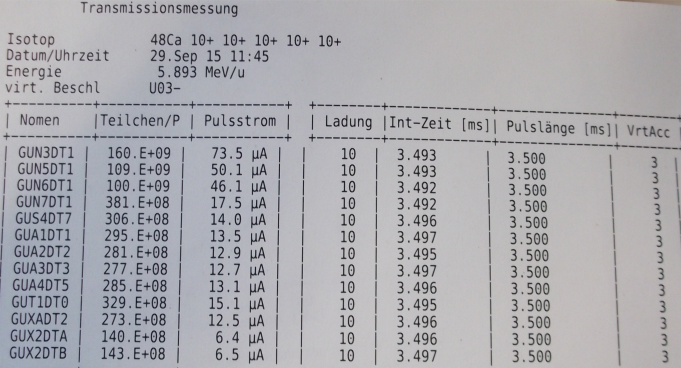 Transmissionsmessung
Isotop 48Ca 10+ 10+ 10+ 10+ 10+
Datum/Uhrzeit 29.Sep 15 11:45
Energie 5.893 MeV/u
virt. Beschl U03-
| Nomen |Teilchen/P | Pulsstrom | | Ladung |Int-Zeit [ms]| Pulslänge [ms]| VrtAcc
| GUN3DT1 | 160.E+09 | 73.5 µA | | 10 | 3.493 | 3.500 | 3
| GUN5DT1 | 109.E+09 | 50.1 µA | | 10 | 3.493 | 3.500 | 3
| GUN6DT1 | 100.E+09 | 46.1 µA | | 10 | 3.492 | 3.500 | 3
| GUN7DT1 | 381.E+08 | 17.5 µA | | 10 | 3.492 | 3.500 | 3
| GUS4DT7 | 306.E+08 | 14.0 µA | | 10 | 3.496 | 3.500 | 3
| GUA1DT1 | 295.E+08 | 13.5 µA | | 10 | 3.497 | 3.500 | 3
| GUA2DT2 | 281.E+08 | 12.9 µA | | 10 | 3.495 | 3.500 | 3
| GUA3DT3 | 277.E+08 | 12.7 µA | | 10 | 3.497 | 3.500 | 3
| GUA4DT5 | 285.E+08 | 13.1 µA | | 10 | 3.496 | 3.500 | 3
| GUT1DT0 | 329.E+08 | 15.1 µA | | 10 | 3.495 | 3.500 | 3
| GUXADT2 | 273.E+08 | 12.5 µA | | 10 | 3.496 | 3.500 | 3
| GUX2DTA | 140.E+08 | 6.4 µA | | 10 | 3.496 | 3.500 | 3
| GUX2DTB | 143.E+08 | 6.5 µA | | 10 | 3.497 | 3.500 | 3